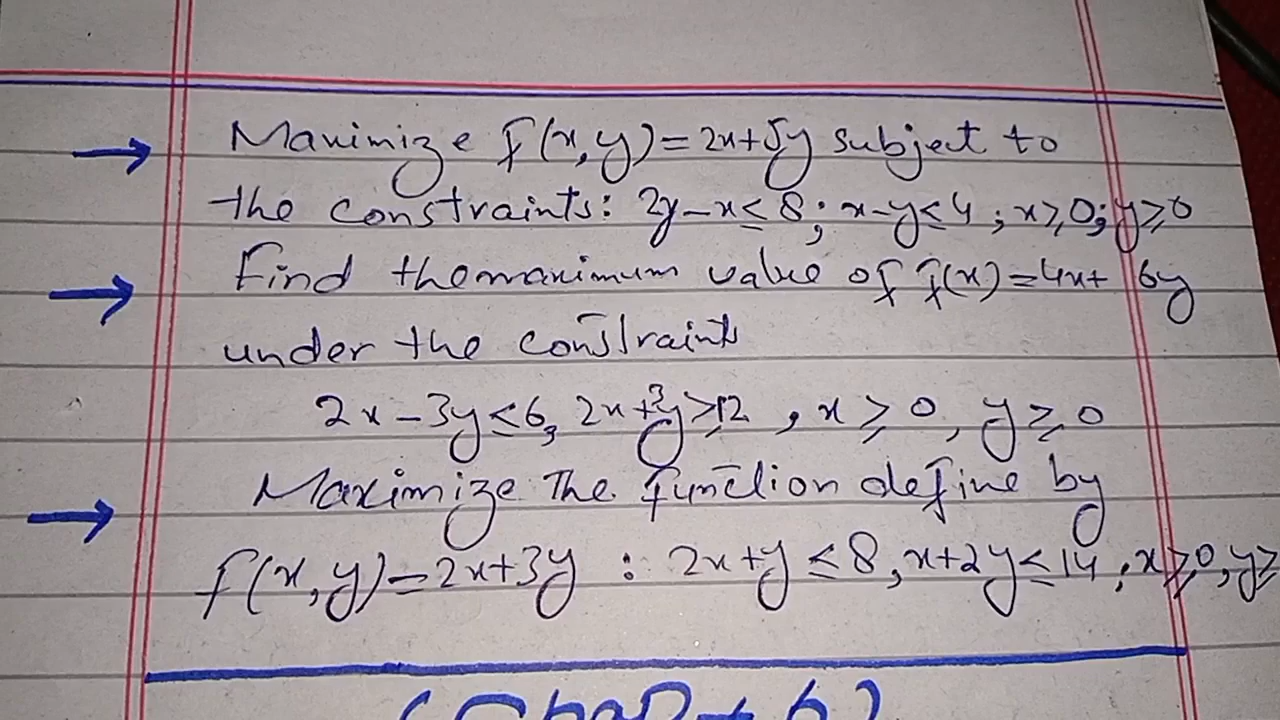 Maximize f(x,y)=2x+5y subject to
the constraints: 2y-x≤8; x-y≤4; x≥0; y≥0
Find the maximum value of f(x)=4x+6y
under the constraints
2x-3y≤6, 2x+3y≥12, x≥0, y≥0
Maximize The function define by
f(x,y)=2x+3y : 2x+y≤8, x+2y≤14, x≥0, y≥